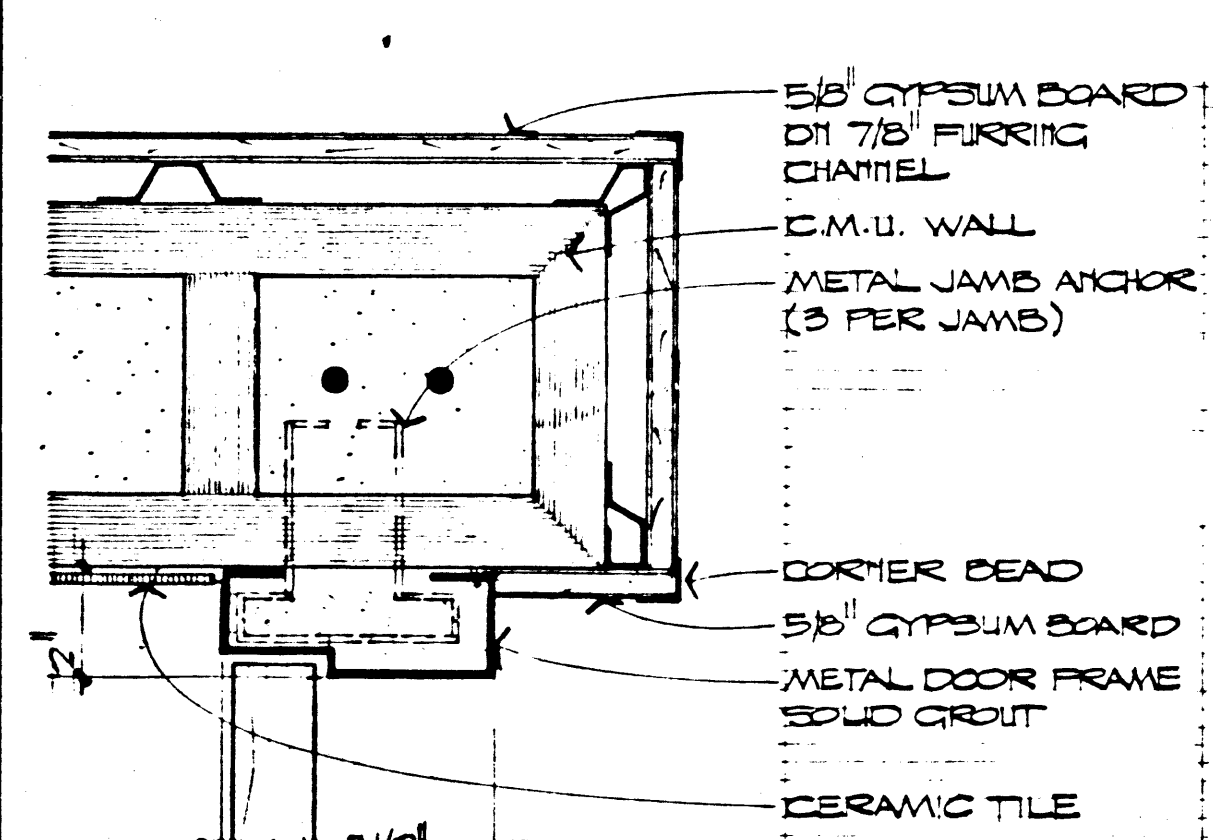 5/8" GYPSUM BOARD
ON 7/8" FURRING
CHANNEL
C.M.U. WALL
METAL JAMB ANCHOR
(3 PER JAMB)
CORNER BEAD
5/8" GYPSUM BOARD
2"
METAL DOOR FRAME
SOLID GROUT
CERAMIC TILE